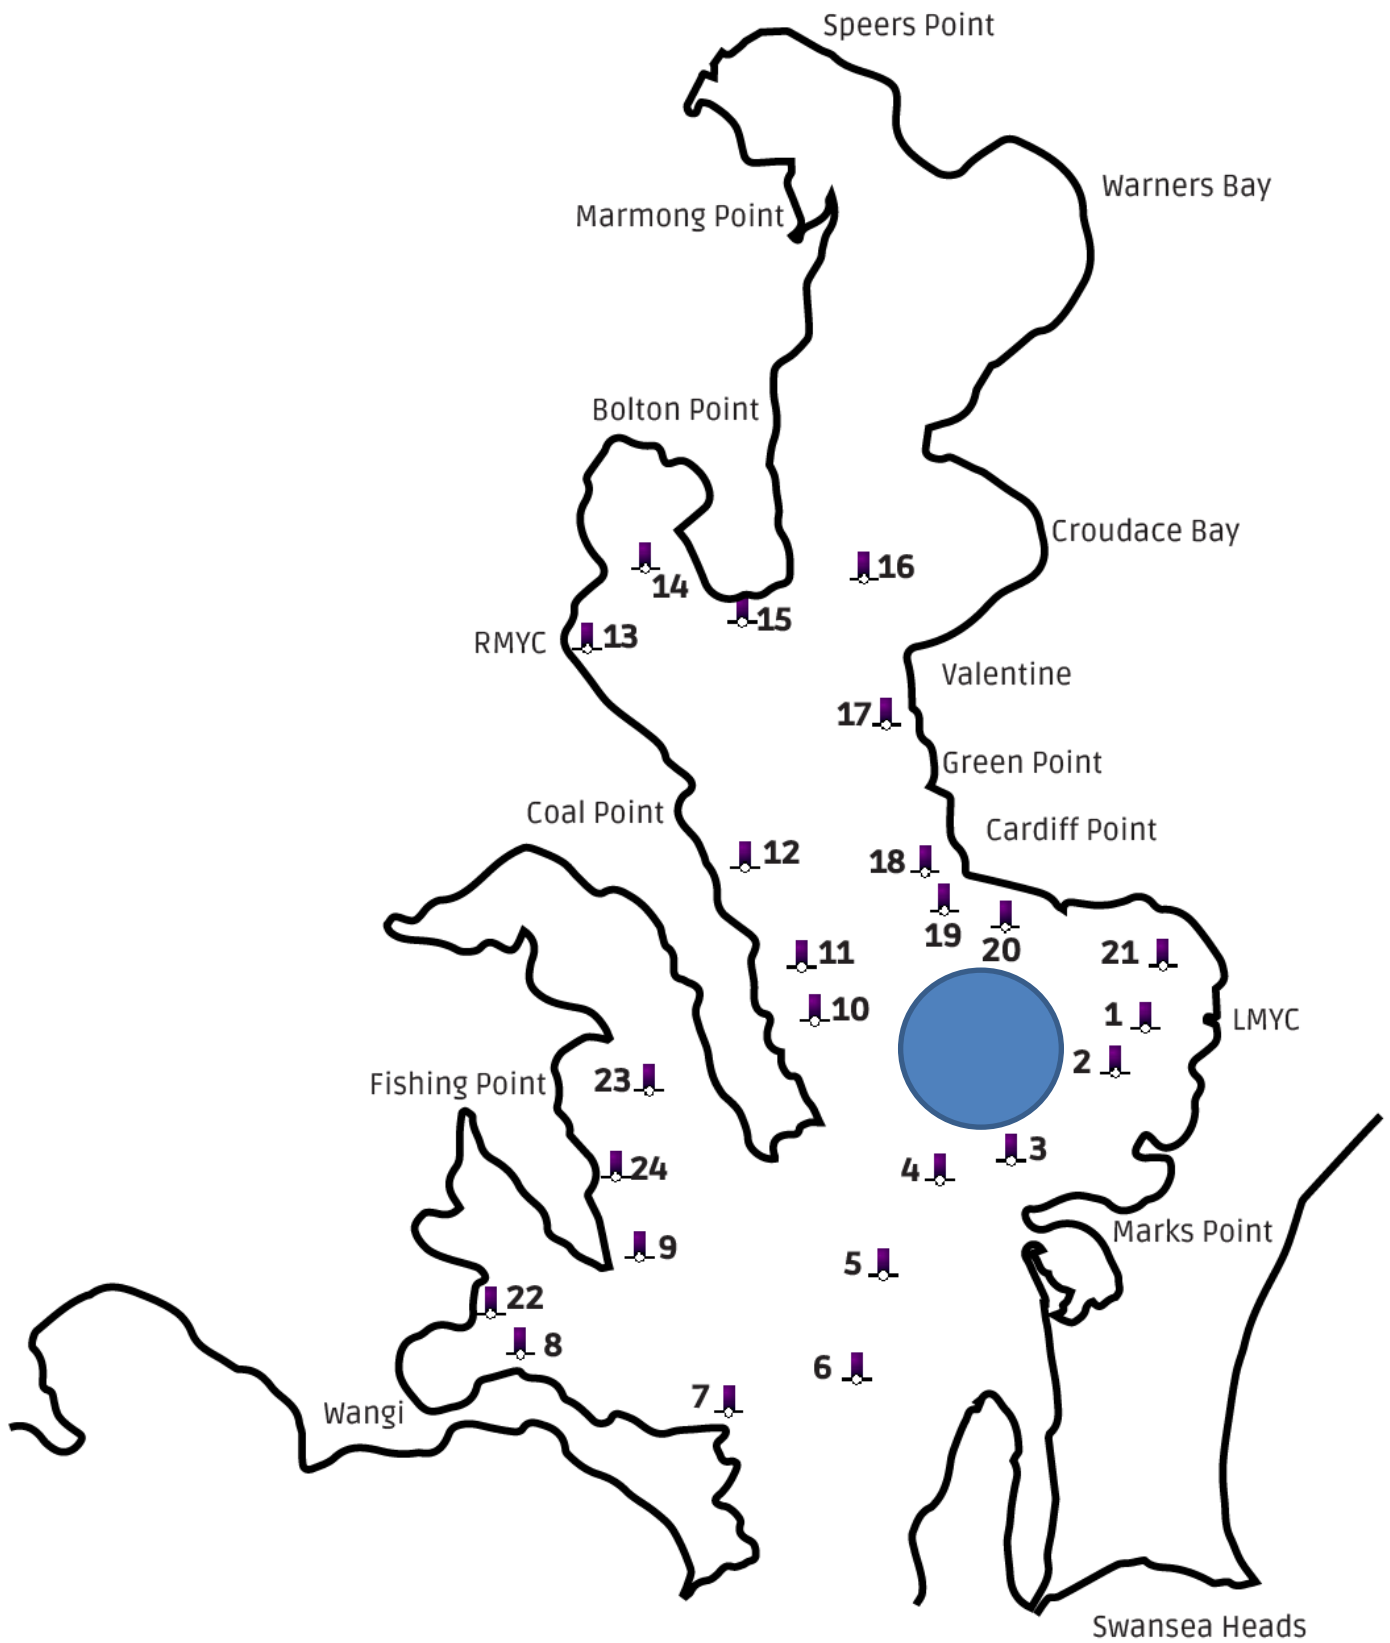 Speers Point
Warners Bay
Marmong Point
Bolton Point
Croudace Bay
16
14
15
13
RMYC
Valentine
17
Green Point
Coal Point
Cardiff Point
12
18
19
20
11
21
10
1
LMYC
2
23
Fishing Point
3
4
24
Marks Point
9
5
22
8
6
7
Wangi
Swansea Heads